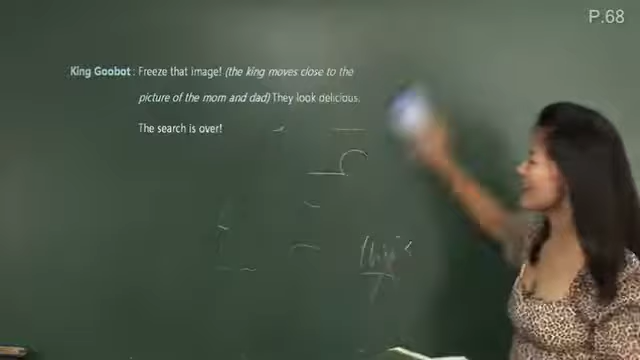 P.68
King Goobot : Freeze that image! (the king moves close to the
picture of the mom and dad) They look delicious.
The search is over!